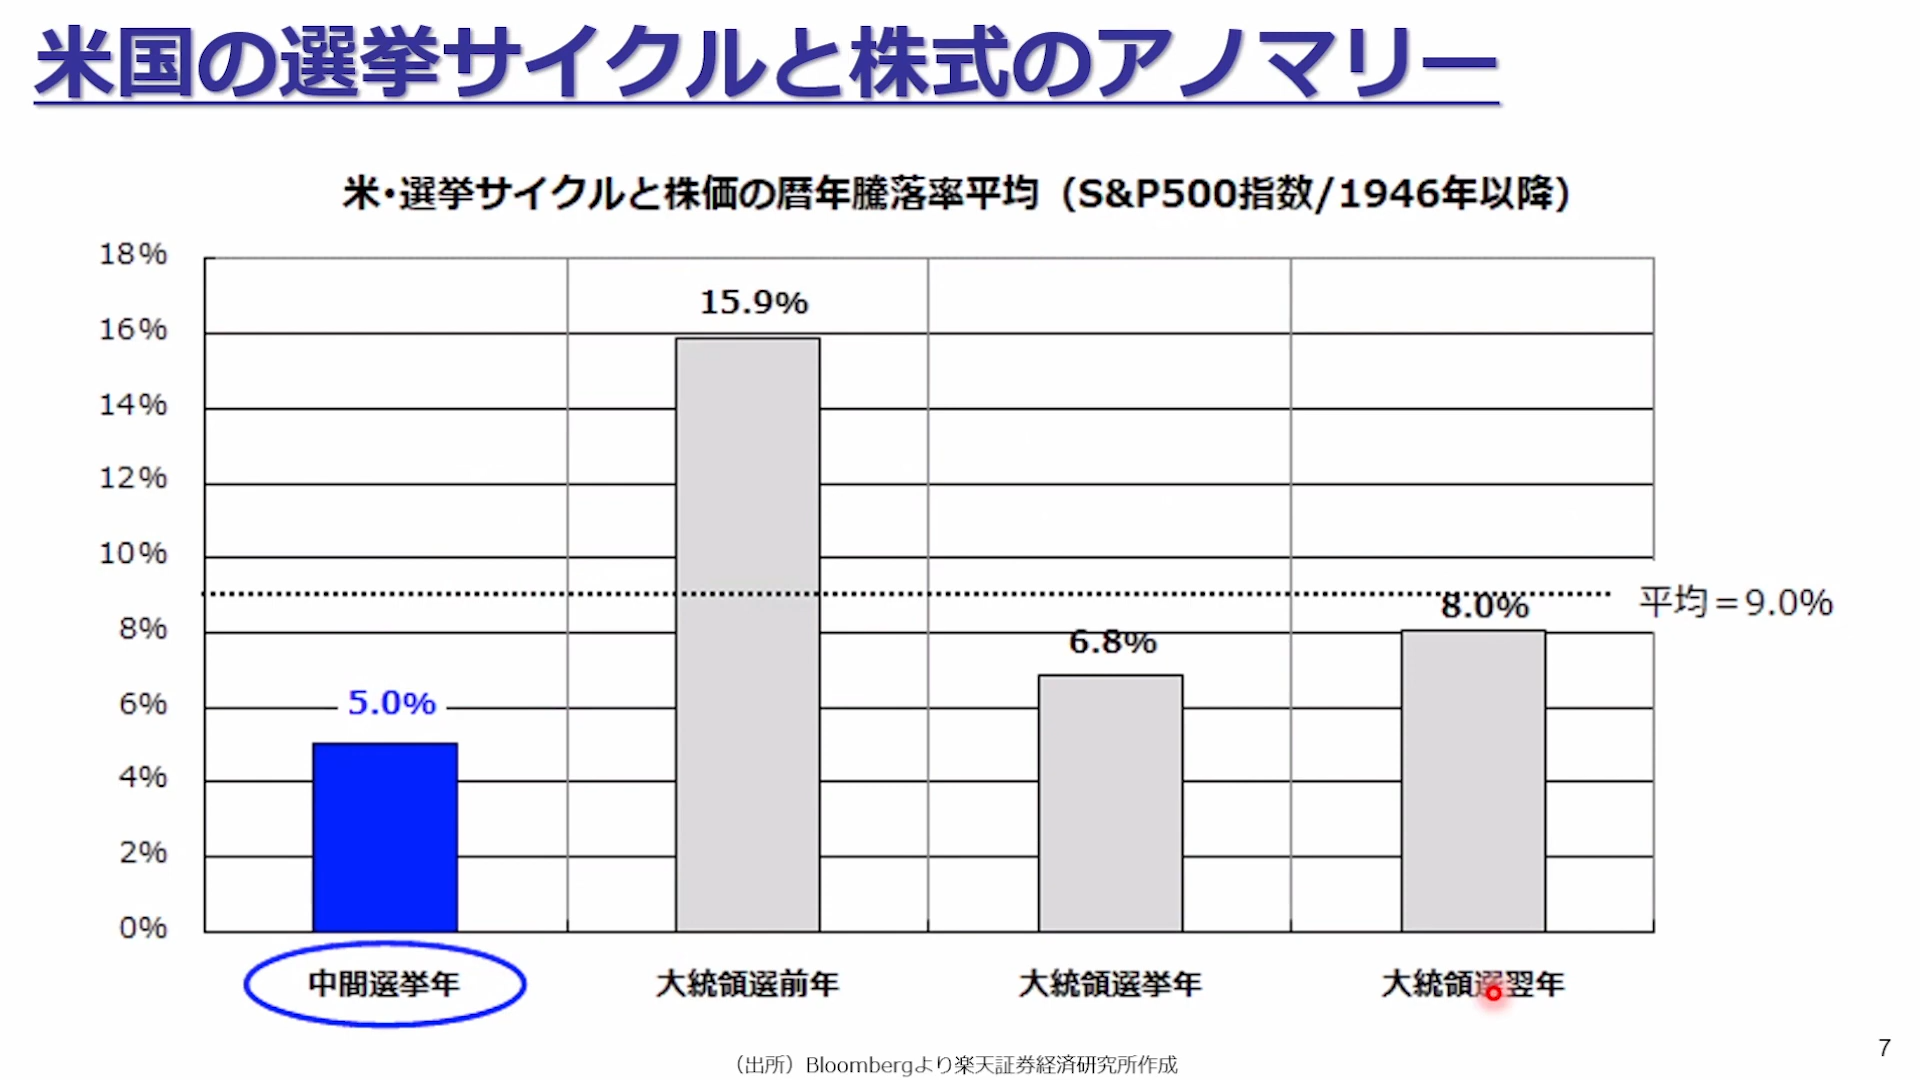 米国の選挙サイクルと株式のアノマリー
米・選挙サイクルと株価の暦年騰落率平均（S&P500指数/1946年以降）
18%
16%
14%
12%
10%
8%
6%
4%
2%
0%
5.0%
15.9%
6.8%
8.0%
平均＝9.0%
中間選挙年
大統領選前年
大統領選挙年
大統領選翌年
（出所）Bloombergより楽天証券経済研究所作成
7